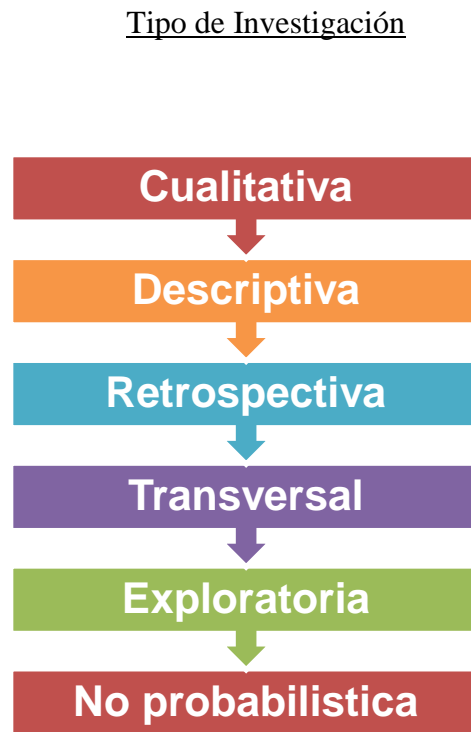 Tipo de Investigación
Cualitativa
Descriptiva
Retrospectiva
Transversal
Exploratoria
No probabilistica